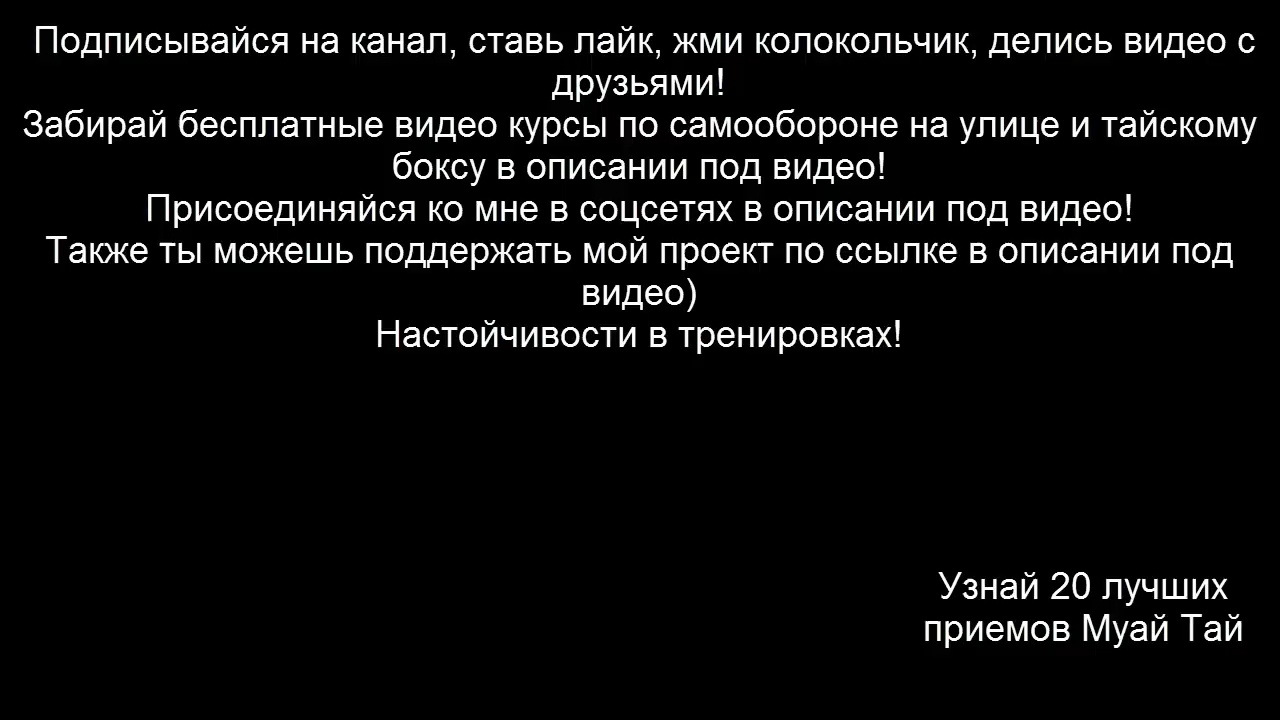 Подписывайся на канал, ставь лайк, жми колокольчик, делись видео с
друзьями!
Забирай бесплатные видео курсы по самообороне на улице и тайскому
боксу в описании под видео!
Присоединяйся ко мне в соцсетях в описании под видео!
Также ты можешь поддержать мой проект по ссылке в описании под
видео)
Настойчивости в тренировках!
Узнай 20 лучших
приемов Муай Тай